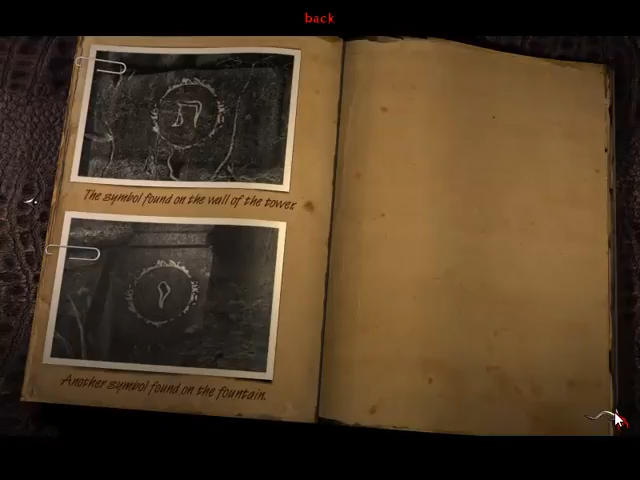 back
The symbol found on the wall of the tower
Another symbol found on the fountain.